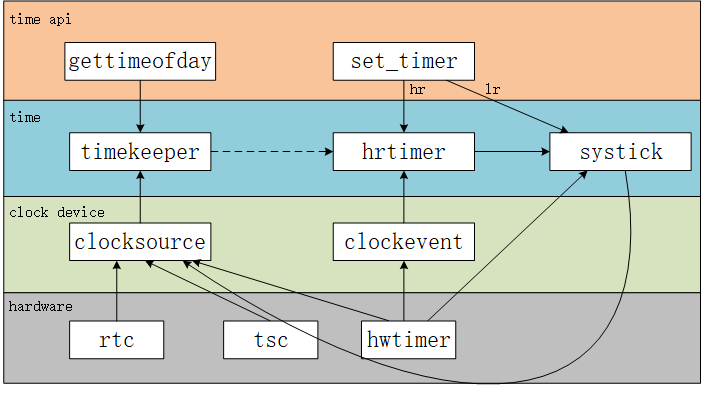 time api
gettimeofday
set_timer
hr
lr
time
timekeeper
hrtimer
systick
clock device
clocksource
clockevent
hardware
rtc
tsc
hwtimer